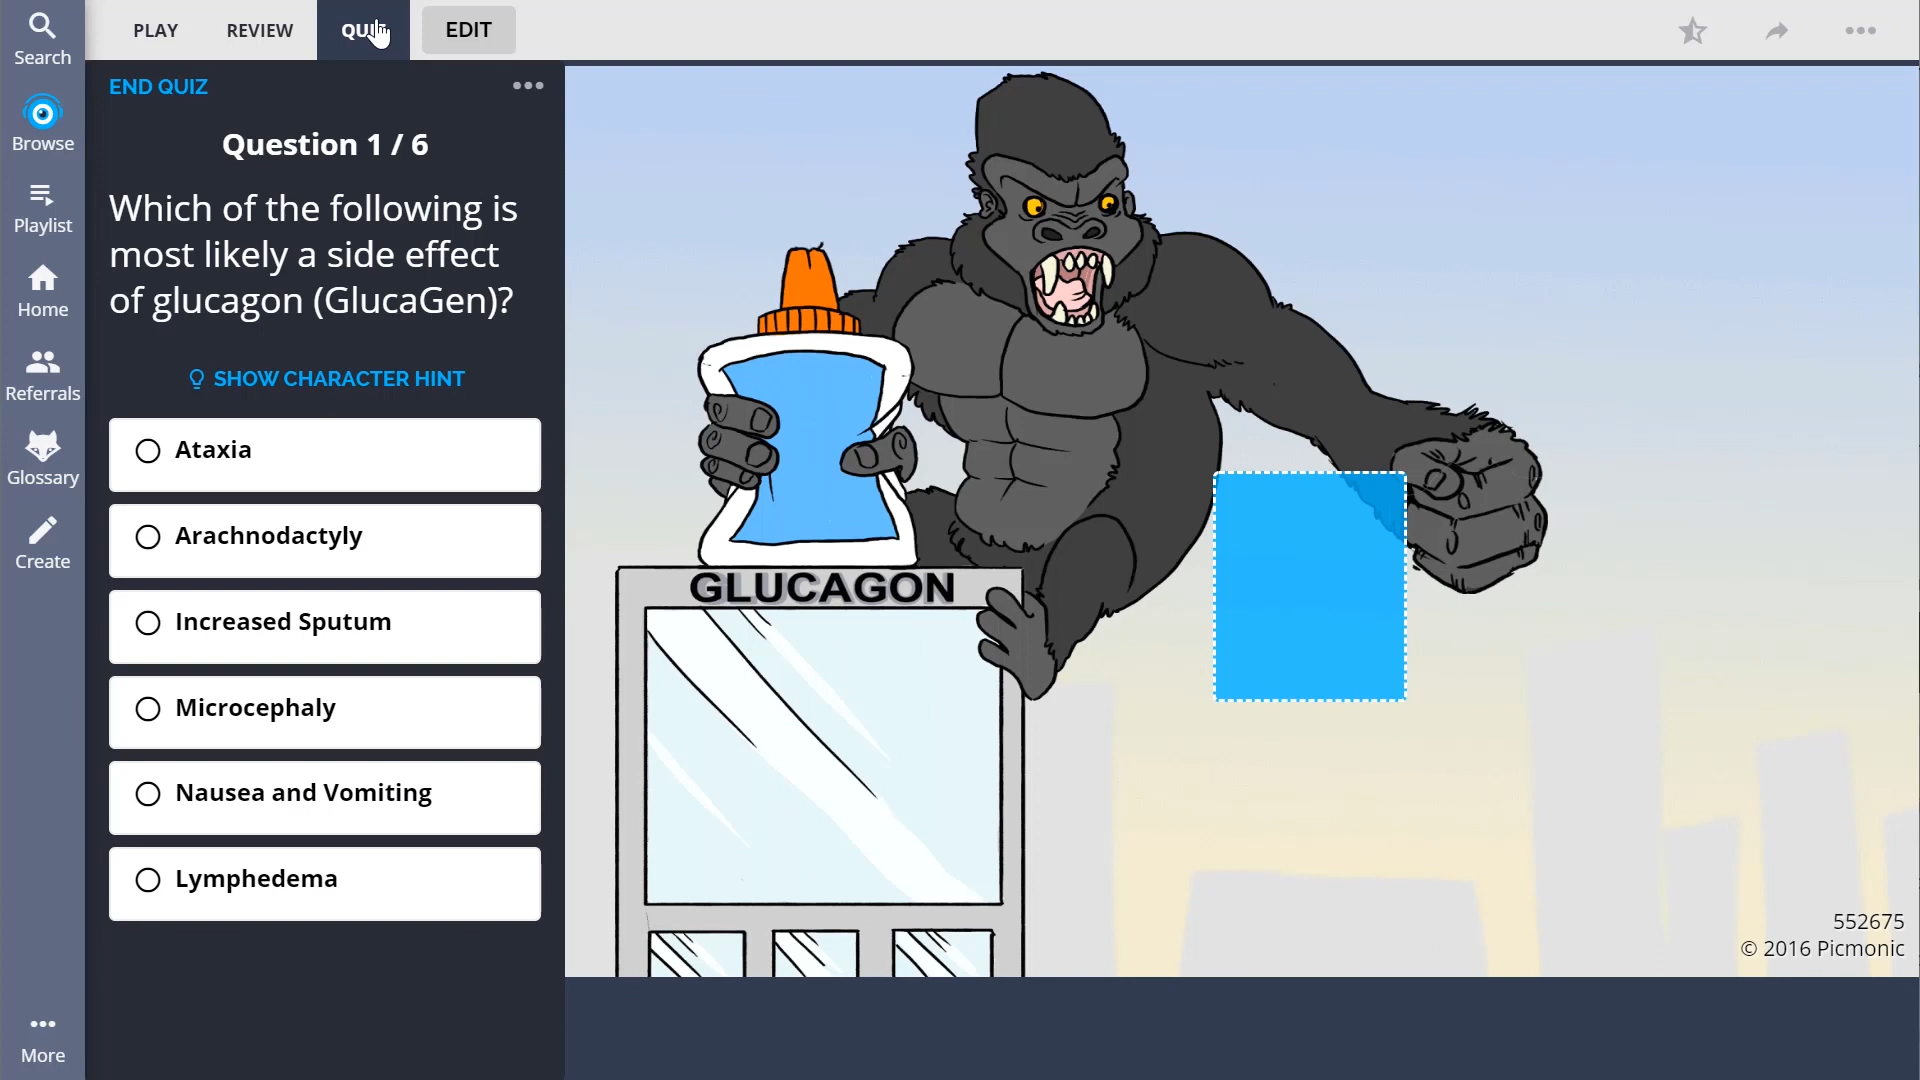 Search
Browse
Playlist
Home
Referrals
Glossary
Create
More
PLAY
REVIEW
EDIT
END QUIZ
Question 1 / 6
Which of the following is
most likely a side effect
of glucagon (GlucaGen)?
SHOW CHARACTER HINT
Ataxia
Arachnodactyly
Increased Sputum
Microcephaly
Nausea and Vomiting
Lymphedema
GLUCAGON
552675
© 2016 Picmonic